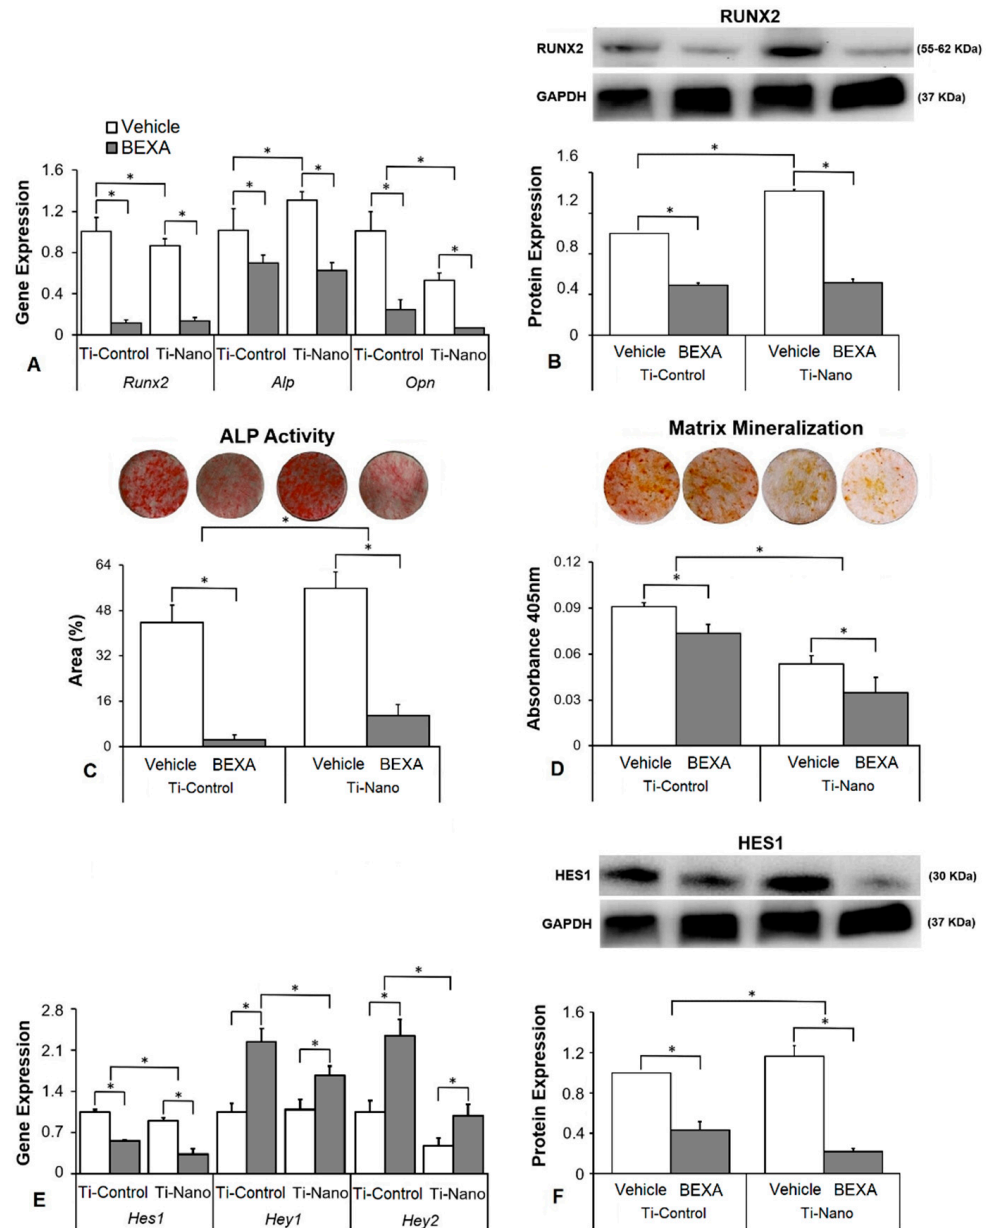 Vehicle
BEXA
Gene Expression
1.6
1.2
0.8
0.4
0
* * * * * * * * *
Ti-Control Ti-Nano Ti-Control Ti-Nano Ti-Control Ti-Nano
Runx2 Alp Opn
A
RUNX2
RUNX2 (55-62 KDa)
GAPDH (37 KDa)
Protein Expression
1.6
1.2
0.8
0.4
0
* * *
Vehicle BEXA Vehicle BEXA
Ti-Control Ti-Nano
B
ALP Activity
Area (%)
64
48
32
16
0
* * *
Vehicle BEXA Vehicle BEXA
Ti-Control Ti-Nano
C
Matrix Mineralization
Absorbance 405nm
0.12
0.09
0.06
0.03
0
* * *
Vehicle BEXA Vehicle BEXA
Ti-Control Ti-Nano
D
Gene Expression
2.8
2.1
1.4
0.7
0
* * * * * * * * *
Ti-Control Ti-Nano Ti-Control Ti-Nano Ti-Control Ti-Nano
Hes1 Hey1 Hey2
E
HES1
HES1 (30 KDa)
GAPDH (37 KDa)
Protein Expression
1.6
1.2
0.8
0.4
0
* * *
Vehicle BEXA Vehicle BEXA
Ti-Control Ti-Nano
F